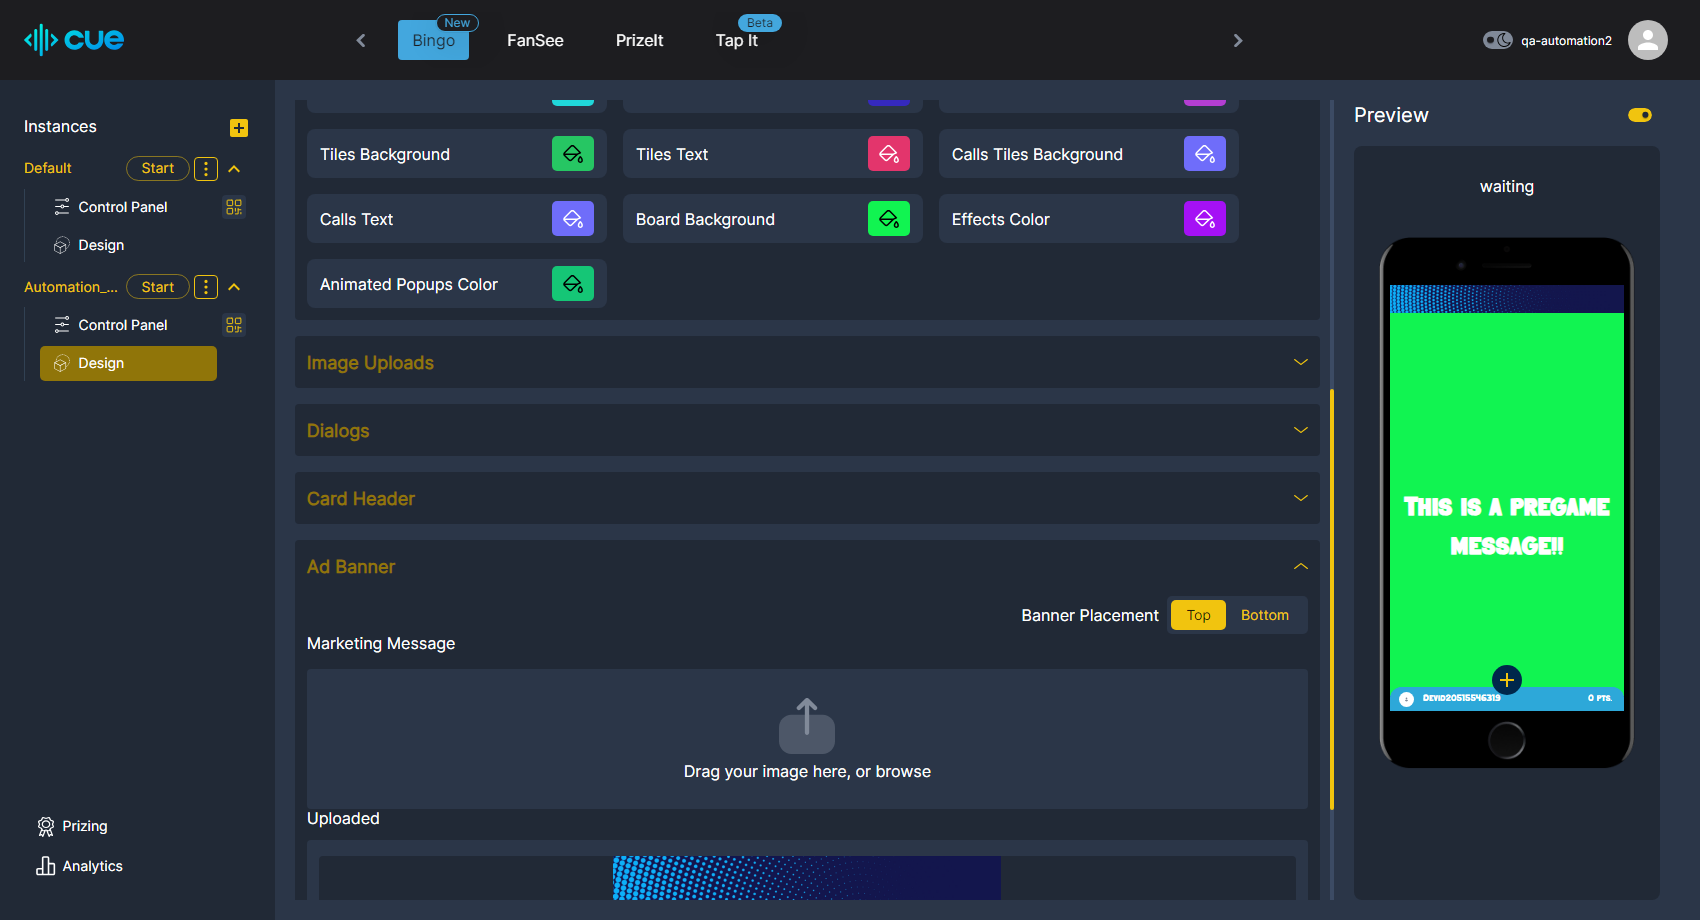 cue
Bingo
New
FanSee
PrizeIt
Tap It
Beta
qa-automation2
Instances
Default
Start
Control Panel
Design
Automation_...
Start
Control Panel
Design
Prizing
Analytics
Tiles Background
Tiles Text
Calls Tiles Background
Calls Text
Board Background
Effects Color
Animated Popups Color
Image Uploads
Dialogs
Card Header
Ad Banner
Banner Placement
Top
Bottom
Marketing Message
Drag your image here, or browse
Uploaded
Preview
waiting
This is a pregame
message!!
Devid20515546319
0 pts.